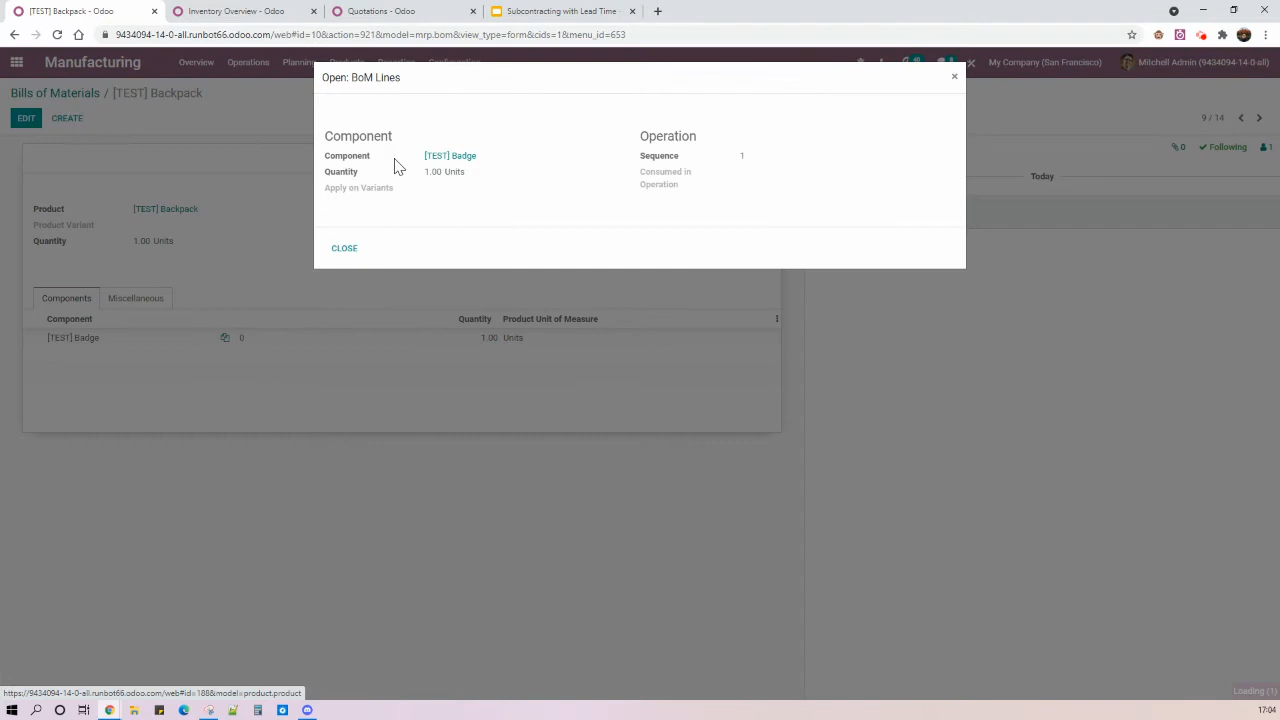 [TEST] Backpack - Odoo
Inventory Overview - Odoo
Quotations - Odoo
Subcontracting with Lead Time -
9434094-14-0-all.runbot66.odoo.com/web#id=10&action=921&model=mrp.bom&view_type=form&cids=1&menu_id=653
Manufacturing
Overview
Operations
Planning
Products
Reporting
Configuration
My Company (San Francisco)
Mitchell Admin (9434094-14-0-all)
Open: BoM Lines
Bills of Materials / [TEST] Backpack
EDIT
CREATE
9 / 14
0
Following
1
Today
Component
Operation
Component
[TEST] Badge
Sequence
1
Quantity
1.00 Units
Consumed in
Operation
Apply on Variants
CLOSE
Product
[TEST] Backpack
Product Variant
Quantity
1.00 Units
Components
Miscellaneous
Component
Quantity
Product Unit of Measure
[TEST] Badge
0
1.00
Units
https://9434094-14-0-all.runbot66.odoo.com/web#id=188&model=product.product
Loading (1)
17:04